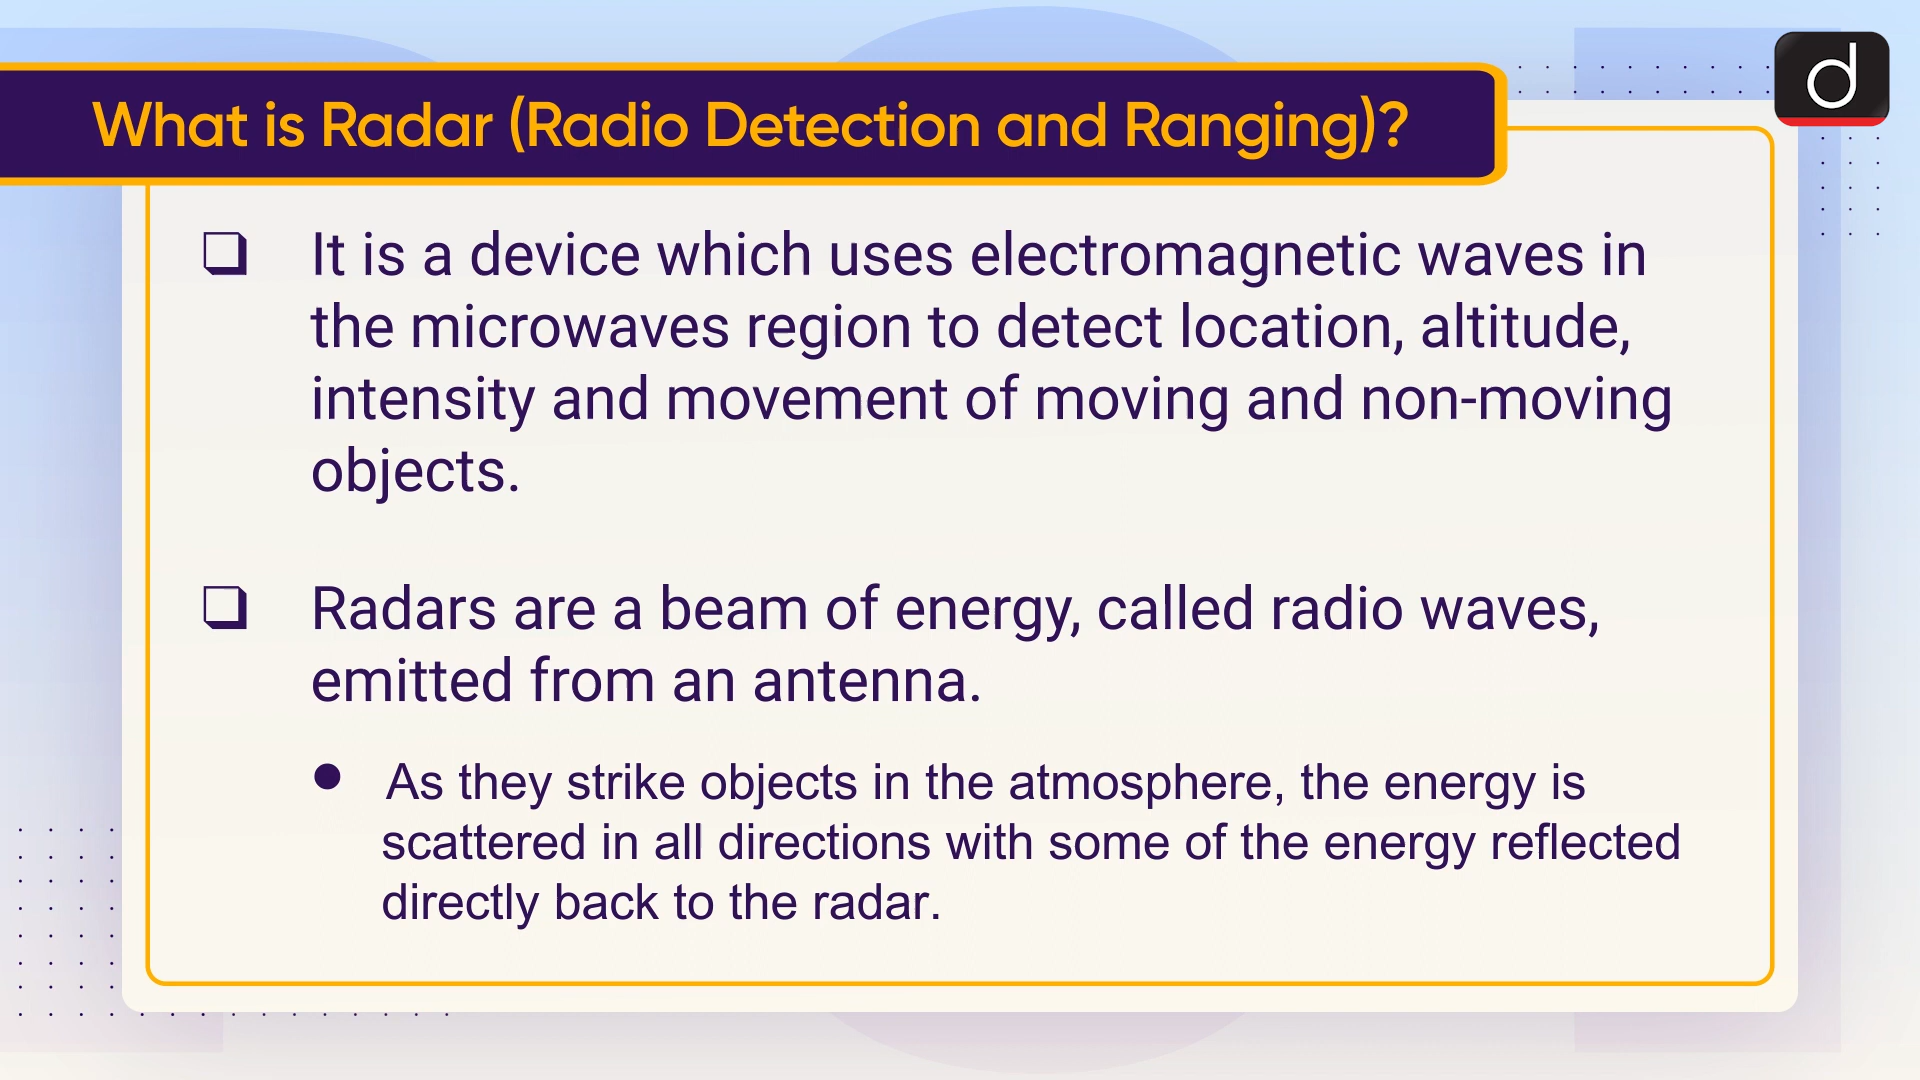 What is Radar (Radio Detection and Ranging)?
d
It is a device which uses electromagnetic waves in
the microwaves region to detect location, altitude,
intensity and movement of moving and non-moving
objects.
Radars are a beam of energy, called radio waves,
emitted from an antenna.
As they strike objects in the atmosphere, the energy is
scattered in all directions with some of the energy reflected
directly back to the radar.